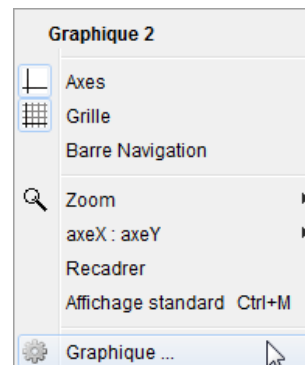 Graphique 2
Axes
Grille
Barre Navigation
Zoom
axeX : axeY
Recadrer
Affichage standard Ctrl+M
Graphique ...